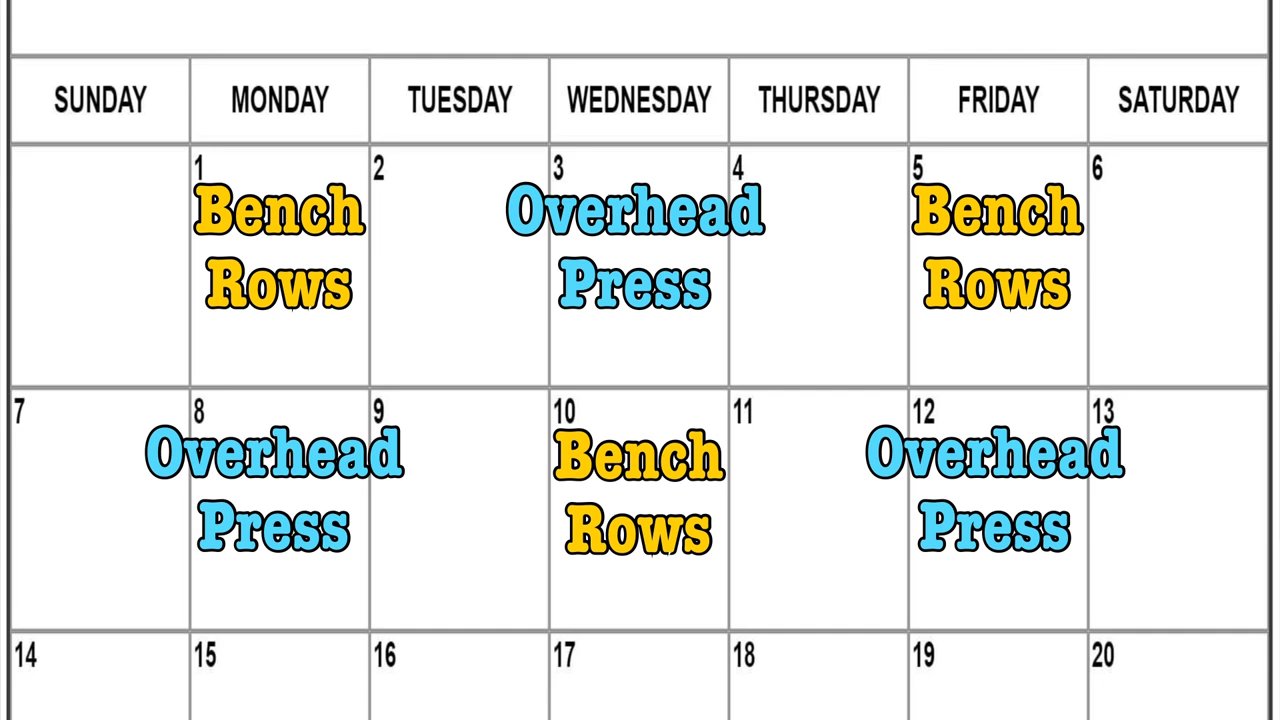 SUNDAY MONDAY TUESDAY WEDNESDAY THURSDAY FRIDAY SATURDAY
1 2 3 4 5 6
Bench Overhead Bench
Rows Press Rows
7 8 9 10 11 12 13
Overhead Bench Overhead
Press Rows Press
14 15 16 17 18 19 20